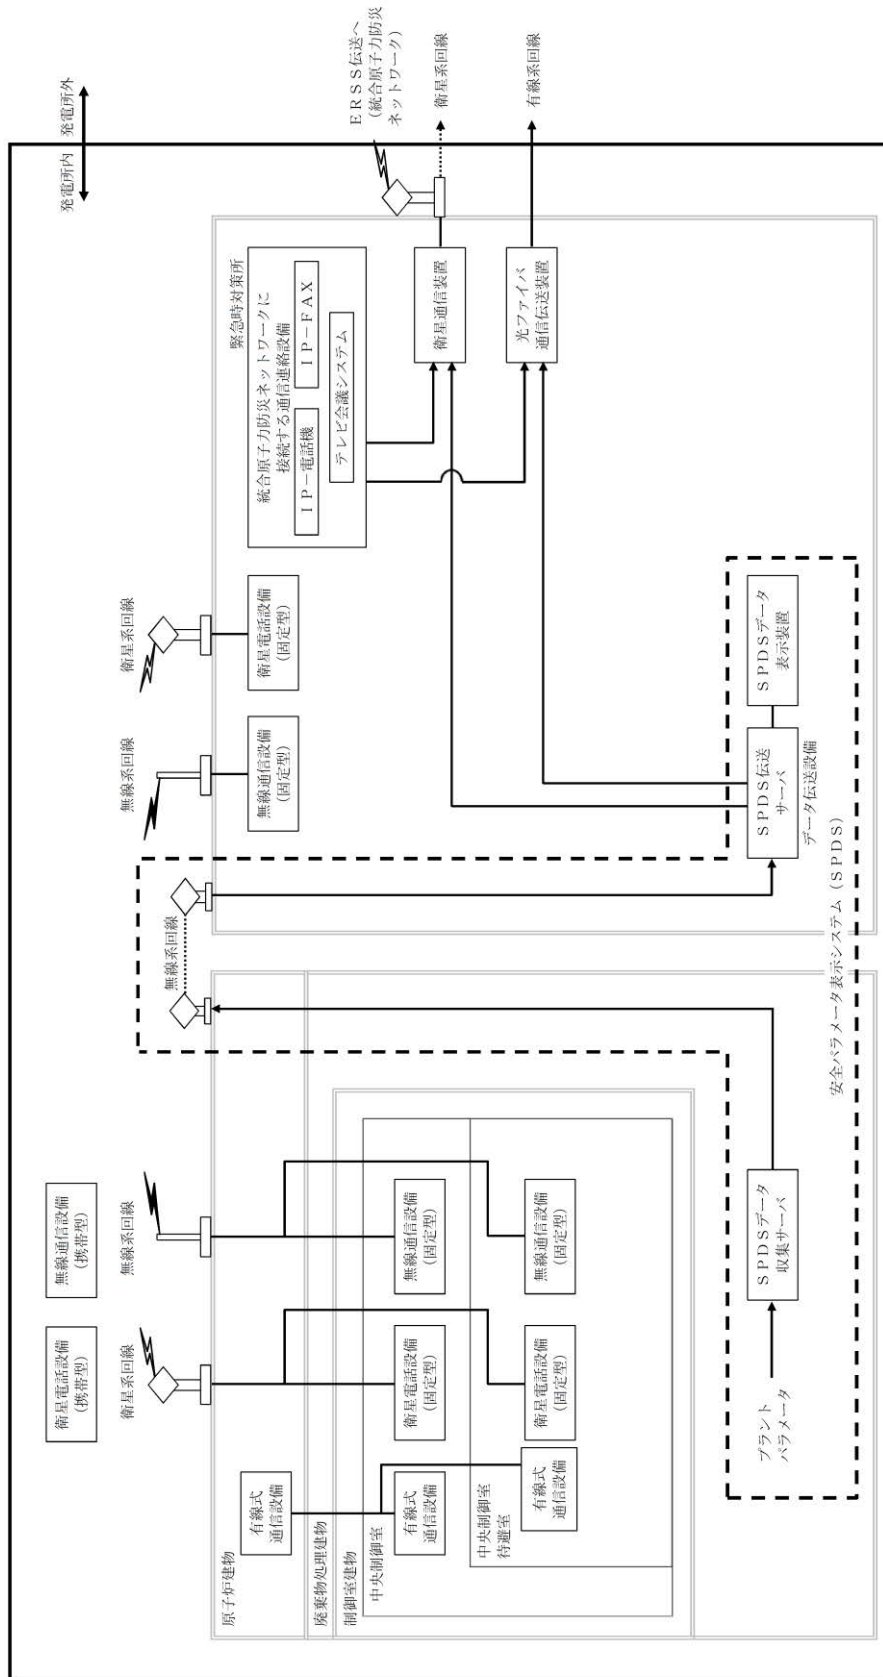 発電所内 発電所外
ERSS伝送へ
(統合原子力防災
ネットワーク)
衛星系回線
有線系回線
緊急時対策所
統合原子力防災ネットワークに
接続する通信連絡設備
IP－電話機
IP－FAX
テレビ会議システム
衛星通信装置
光ファイバ
通信伝送装置
衛星系回線
衛星電話設備
(固定型)
無線系回線
無線通信設備
(固定型)
SPDSデータ
表示装置
SPDS伝送
サーバ
データ伝送設備
安全パラメータ表示システム(SPDS)
無線系回線
無線通信設備
(携帯型)
無線系回線
衛星電話設備
(携帯型)
衛星系回線
無線通信設備
(固定型)
無線通信設備
(固定型)
衛星電話設備
(固定型)
衛星電話設備
(固定型)
有線式
通信設備
有線式
通信設備
有線式
通信設備
原子炉建物
廃棄物処理建物
制御室建物
中央制御室
中央制御室
待避室
SPDSデータ
収集サーバ
プラント
パラメータ